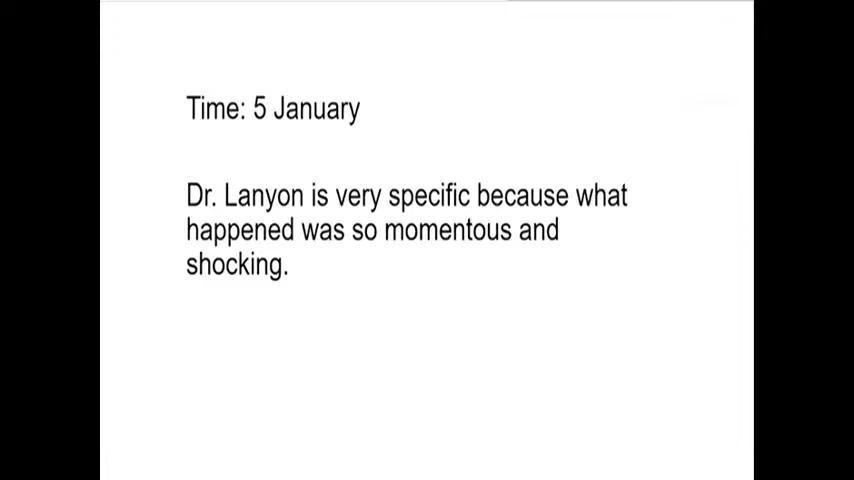 Time: 5 January
Dr. Lanyon is very specific because what
happened was so momentous and
shocking.